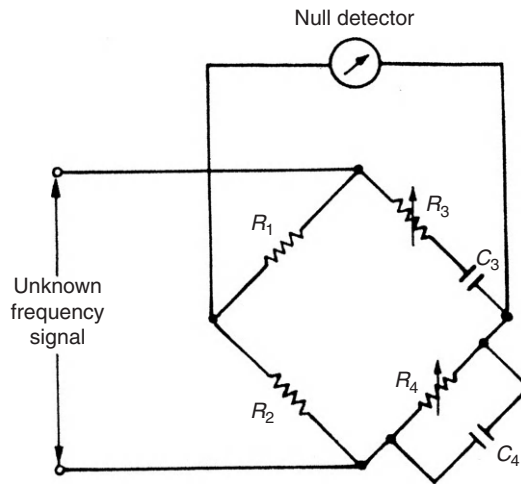 Null detector
R1
R3
C3
Unknown
frequency
signal
R2
R4
C4